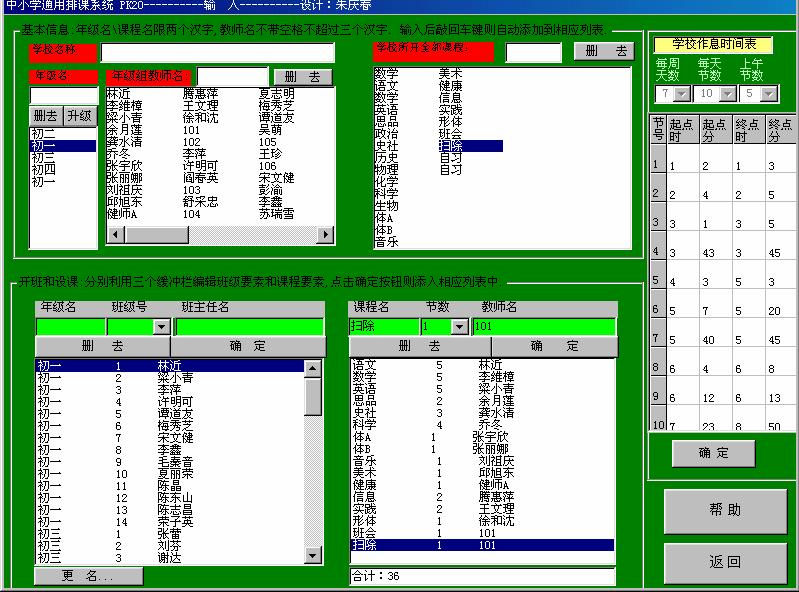 中小学通用排课系统 PK20----------输 入----------设计：朱庆春
基本信息:年级名\课程名限两个汉字,教师名不带空格不超过三个汉字. 输入后敲回车键则自动添加到相应列表.
学校名称
年级名
年级组教师名:
删 去
删去 升级
初二
初一
初三
初四
初一
林近 腾惠萍 夏志明
李维樟 王文理 梅秀芝
梁小青 徐和沈 谭道友
余月莲 101 吴萌
龚水清 102 105
乔冬 李萍 王珍
张宇欣 许明可 106
张丽娜 阎春英 宋文健
刘祖庆 103 彭渝
邱旭东 舒采忠 李鑫
健师A 104 苏瑞雪
学校所开全部课程:
删 去
数学 美术
语文 健康
数学 信息
英语 实践
思品 形体
政治 班会
史社 扫除
历史 自习
物理 自习
化学
科学
生物
体A
体B
音乐
学校作息时间表
每周天数 每天节数 上午节数
7 10 5
节号 起点时 起点分 终点时 终点分
1 1 2 1 3
2 2 4 2 5
3 3 1 3 5
4 3 43 3 45
5 4 3 5 3
6 5 7 5 20
7 5 40 5 45
8 6 4 6 8
9 6 12 6 13
10 7 23 8 50
确 定
帮 助
返 回
开班和设课:分别利用三个缓冲栏编辑班级要素和课程要素,点击确定按钮则添入相应列表中.
年级名 班级号 班主任名
删 去 确 定
初一 1 林近
初一 2 梁小青
初一 3 李萍
初一 4 许明可
初一 5 谭道友
初一 6 梅秀芝
初一 7 宋文健
初一 8 李鑫
初一 9 毛秦音
初一 10 夏丽荣
初一 11 陈晶
初一 12 陈东山
初一 13 陈志昌
初一 14 荣子英
初三 1 张蕾
初三 2 刘芬
初三 3 谢达
更 名...
课程名 节数 教师名
扫除 1 101
删 去 确 定
语文 5 林近
数学 5 李维樟
英语 5 梁小青
思品 2 余月莲
史社 3 龚水清
科学 4 乔冬
体A 1 张宇欣
体B 1 张丽娜
音乐 1 刘祖庆
美术 1 邱旭东
健康 1 健师A
信息 2 腾惠萍
实践 2 王文理
形体 1 徐和沈
班会 1 101
扫除 1 101
合计：36